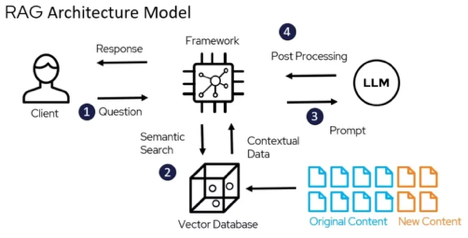 RAG Architecture Model
Response
Framework
4
Post Processing
LLM
Client
1
Question
3
Prompt
Semantic
Search
Contextual
Data
2
Vector Database
Original Content
New Content